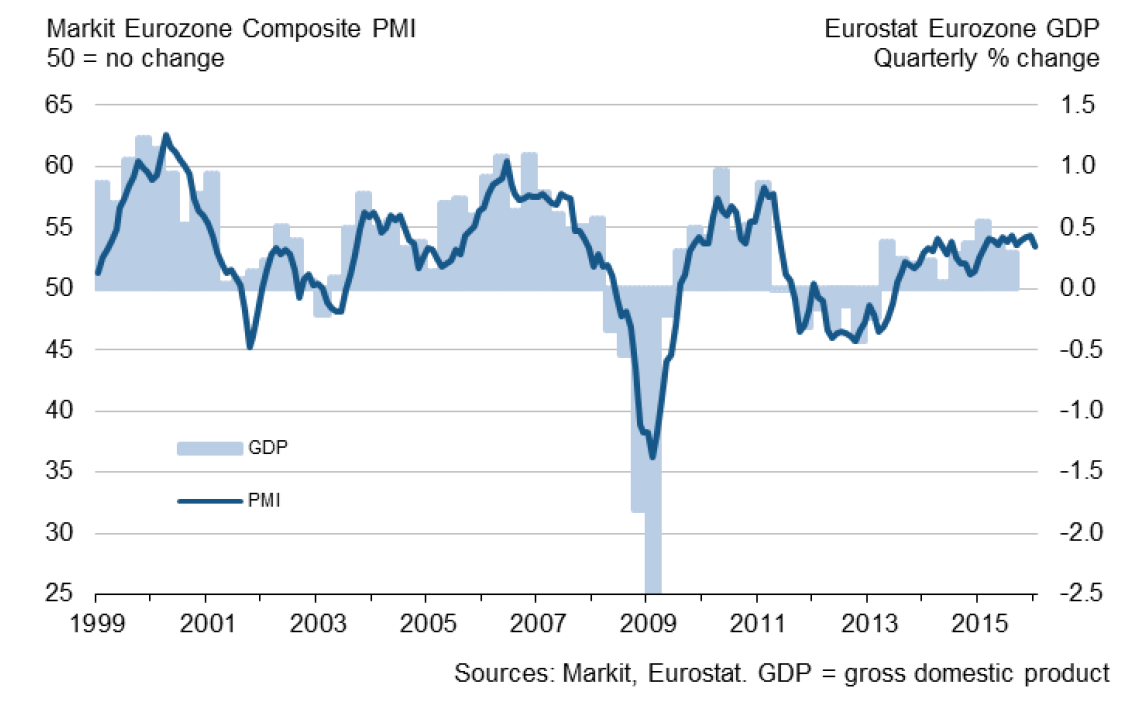 Markit Eurozone Composite PMI
50 = no change
Eurostat Eurozone GDP
Quarterly % change
65
60
55
50
45
40
35
30
25
1.5
1.0
0.5
0.0
-0.5
-1.0
-1.5
-2.0
-2.5
GDP
PMI
1999 2001 2003 2005 2007 2009 2011 2013 2015
Sources: Markit, Eurostat. GDP = gross domestic product